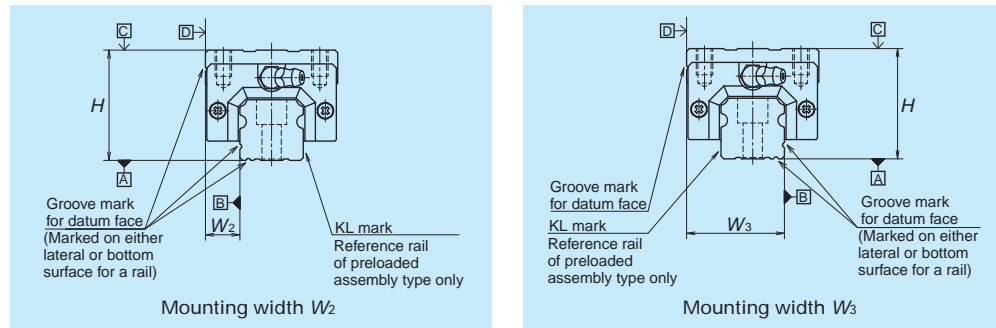 C
D
H
A
B
W2
Groove mark
for datum face
(Marked on either
lateral or bottom
surface for a rail)
KL mark
Reference rail
of preloaded
assembly type only
Mounting width W2
D
C
H
A
B
W3
Groove mark
for datum face
KL mark
Reference rail
of preloaded
assembly type only
Groove mark
for datum face
(Marked on either
lateral or bottom
surface for a rail)
Mounting width W3